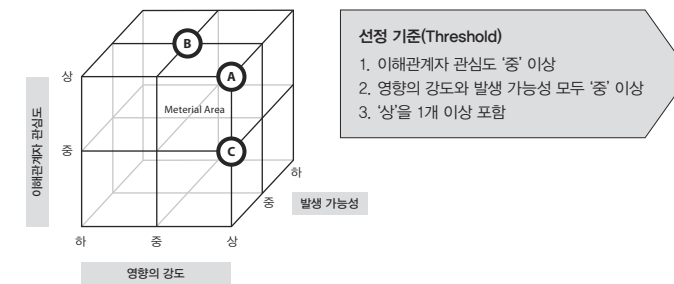 B
상
A
Meterial Area
이해관계자 관심도
중
C
하
중
발생 가능성
하
중
상
영향의 강도
선정 기준(Threshold)
1. 이해관계자 관심도 ‘중’ 이상
2. 영향의 강도와 발생 가능성 모두 ‘중’ 이상
3. ‘상’을 1개 이상 포함